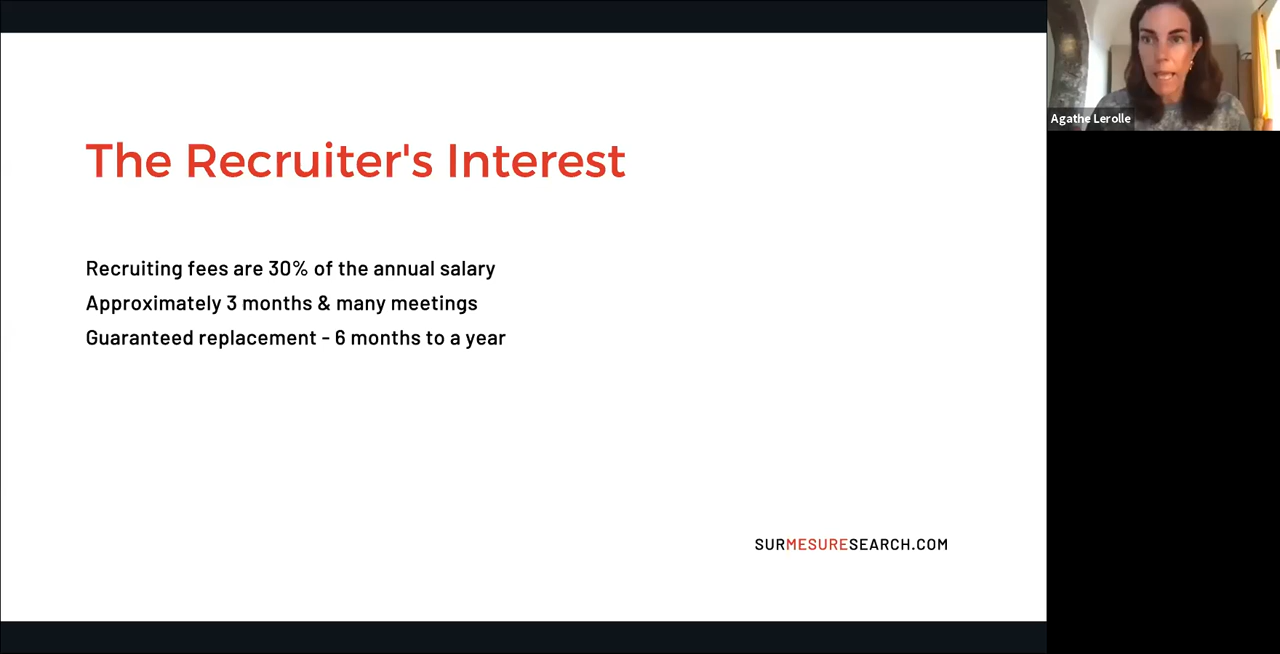 The Recruiter's Interest
Recruiting fees are 30% of the annual salary
Approximately 3 months & many meetings
Guaranteed replacement - 6 months to a year
SURMESURESEARCH.COM
Agathe Lerolle